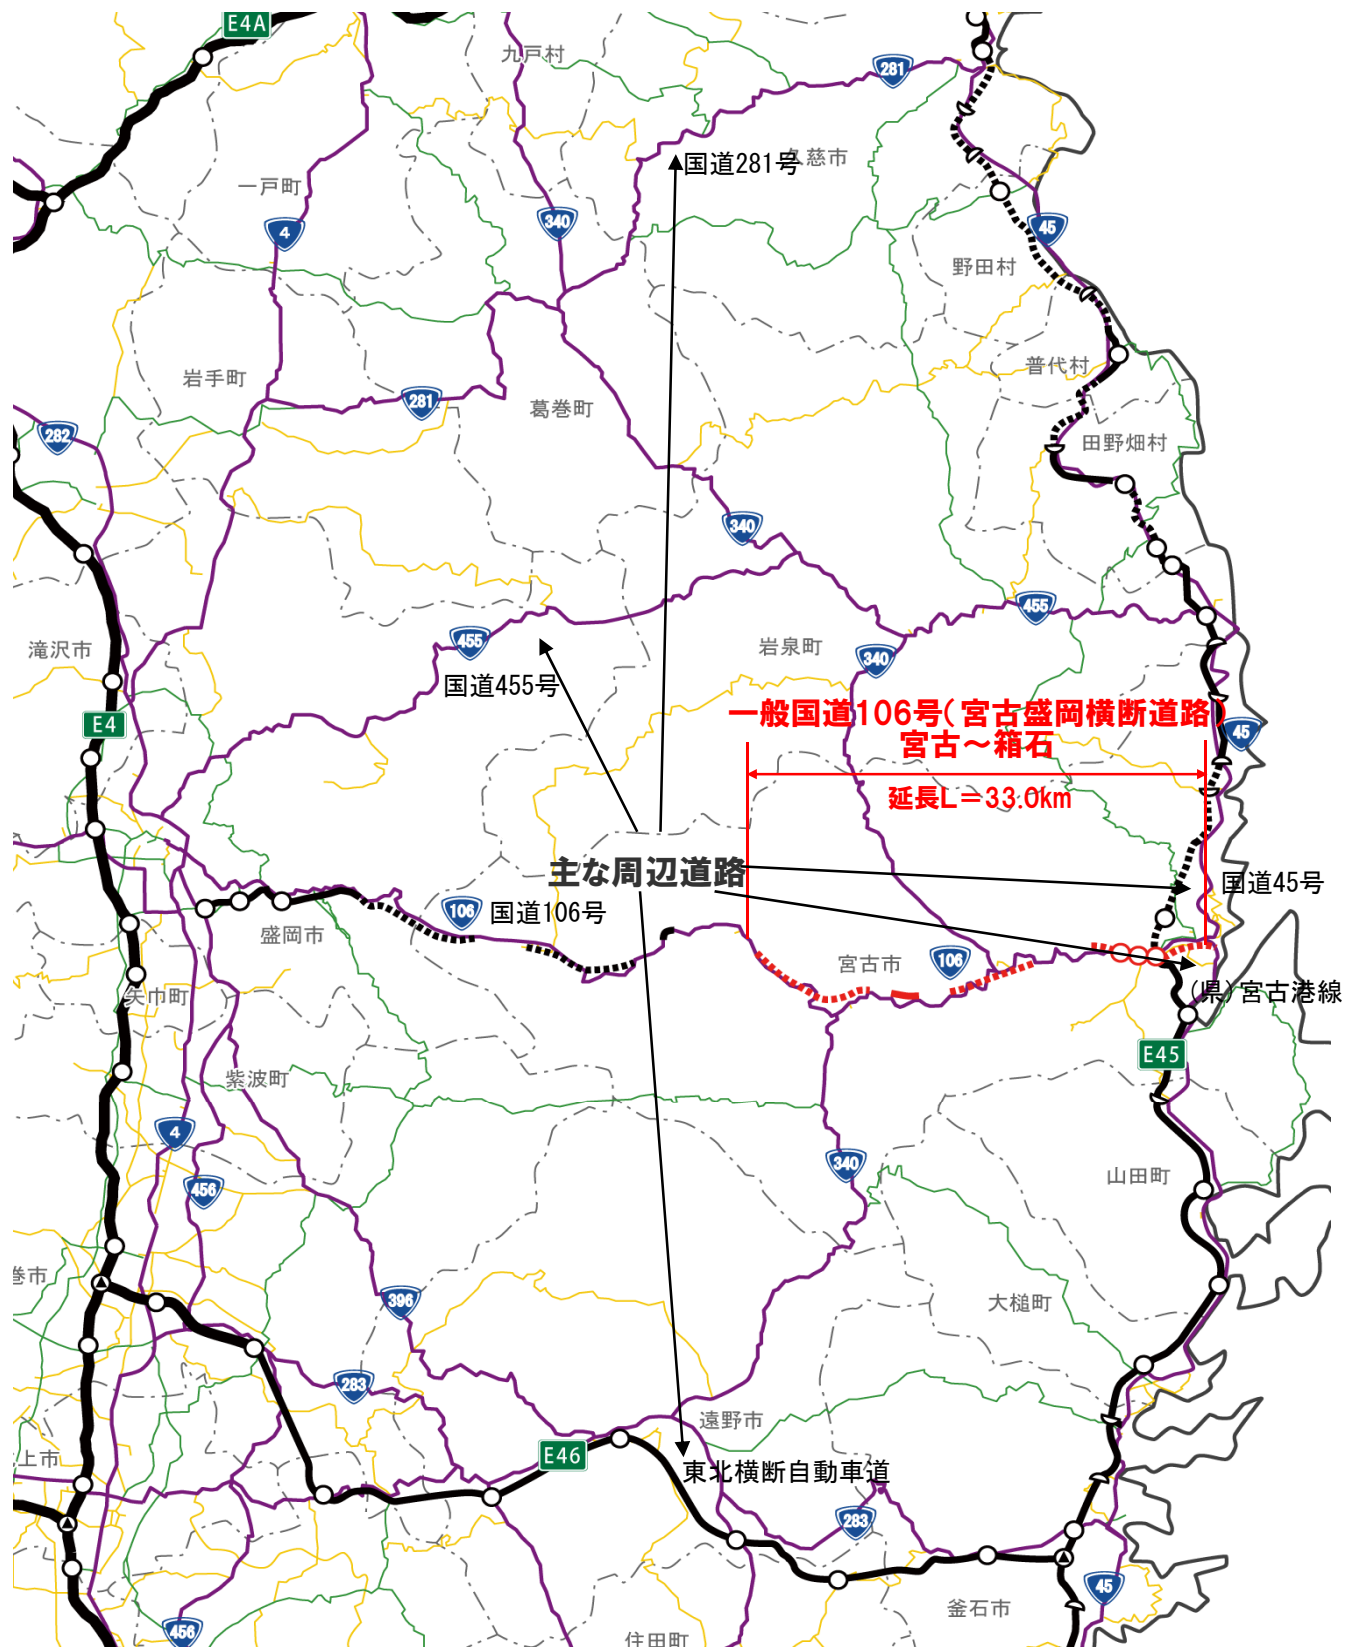 E4A
九戸村
281
国道281号
久慈市
一戸町
4
340
45
野田村
普代村
岩手町
281
葛巻町
282
田野畑村
340
455
滝沢市
455
岩泉町
340
国道455号
E4
一般国道106号(宮古盛岡横断道路)
宮古～箱石
45
延長L＝33.0km
主な周辺道路
国道45号
106
国道106号
盛岡市
宮古市
106
矢巾町
(県)宮古港線
E45
紫波町
4
340
山田町
456
巻市
396
大槌町
283
遠野市
上市
E46
東北横断自動車道
283
45
釜石市
456
住田町